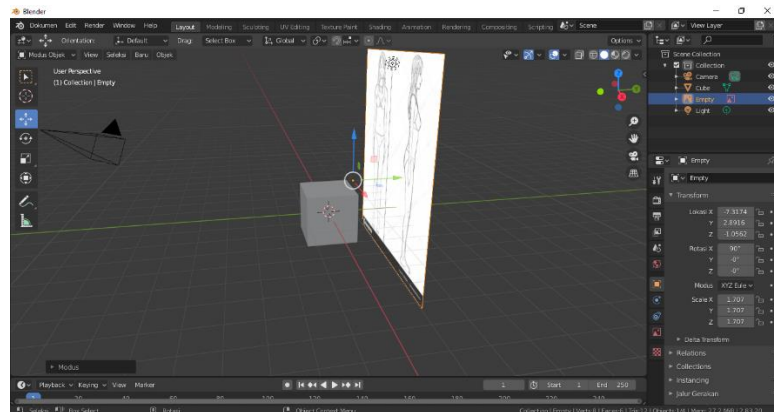 Blender
Dokumen Edit Render Window Help Layout Modeling Sculpting UV Editing Texture Paint Shading Animation Rendering Compositing Scripting Scene View Layer
Orientation: Default Drag: Select Box Global Options
Modus Objek View Seleksi Baru Objek
User Perspective
(1) Collection | Empty
Scene Collection
Collection
Camera
Cube
Empty
Light
Empty
Empty
Transform
Lokasi X -7.3174
Y 2.8916
Z -1.0562
Rotasi X 90°
Y -0°
Z -0°
Modus XYZ Eule
Scale X 1.707
Y 1.707
Z 1.707
Delta Transform
Relations
Collections
Instancing
Jalur Gerakan
Modus
Playback Keying View Marker 1 Start 1 End 250
Select Box Select Rotasi Object Context Menu